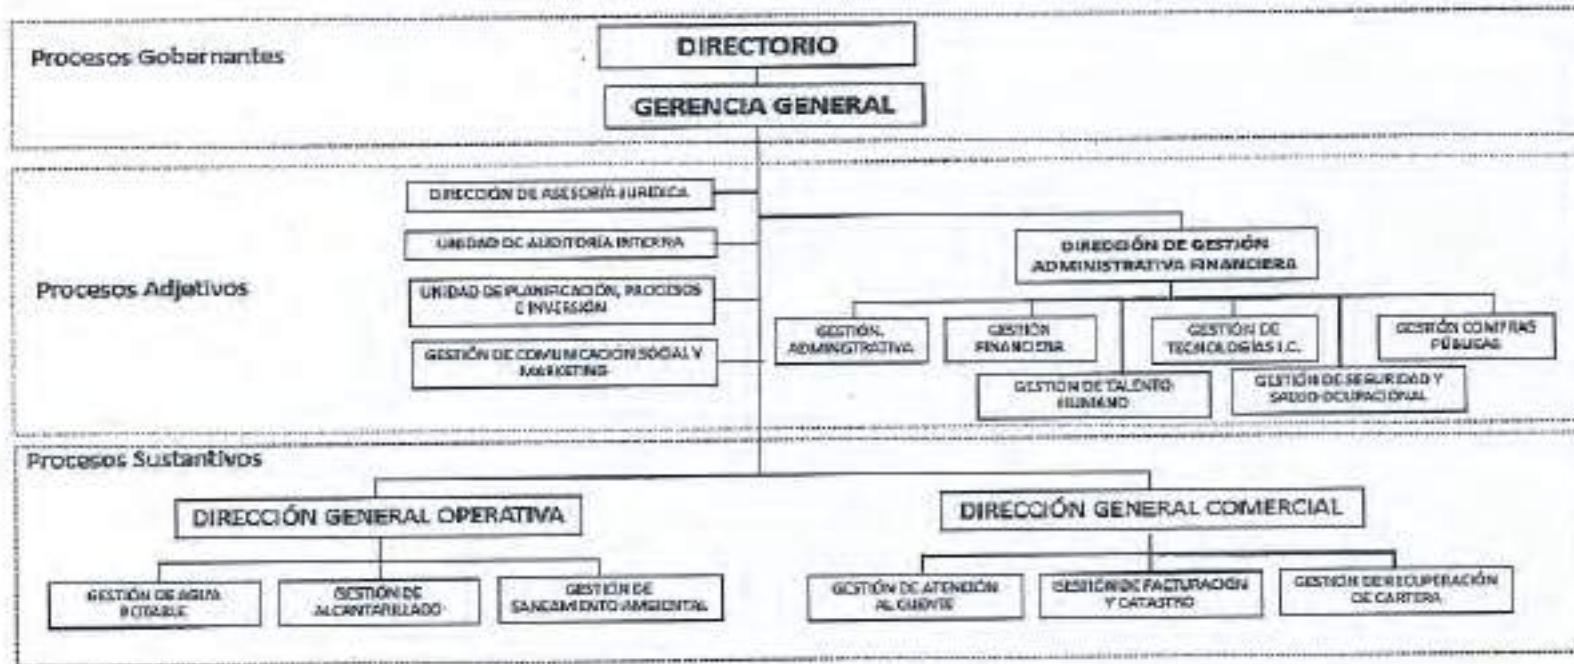 Procesos Gobernantes
DIRECTORIO
GERENCIA GENERAL
Procesos Adjetivos
DIRECCIÓN DE ASESORÍA JURÍDICA
UNIDAD DE AUDITORÍA INTERNA
UNIDAD DE PLANIFICACIÓN, PROCESOS
E INVERSIÓN
GESTIÓN DE COMUNICACIÓN SOCIAL Y
MARKETING
DIRECCIÓN DE GESTIÓN
ADMINISTRATIVA FINANCIERA
GESTIÓN
ADMINISTRATIVA
GESTIÓN
FINANCIERA
GESTIÓN DE
TECNOLOGÍAS I.C.
GESTIÓN COMPRAS
PÚBLICAS
GESTIÓN DE TALENTO
HUMANO
GESTIÓN DE SEGURIDAD Y
SALUD OCUPACIONAL
Procesos Sustantivos
DIRECCIÓN GENERAL OPERATIVA
GESTIÓN DE AGUA
POTABLE
GESTIÓN DE
ALCANTARILLADO
GESTIÓN DE
SANEAMIENTO AMBIENTAL
DIRECCIÓN GENERAL COMERCIAL
GESTIÓN DE ATENCIÓN
AL CLIENTE
GESTIÓN DE FACTURACIÓN
Y CATASTRO
GESTIÓN DE RECUPERACIÓN
DE CARTERA